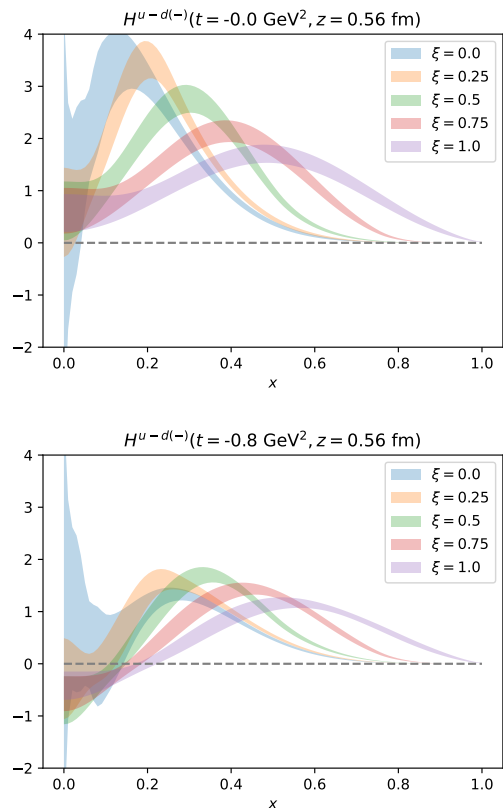 H^{u−d(−)}(t = -0.0 GeV², z = 0.56 fm)
4
3
2
1
0
−1
−2
ξ = 0.0
ξ = 0.25
ξ = 0.5
ξ = 0.75
ξ = 1.0
0.0 0.2 0.4 0.6 0.8 1.0
x
H^{u−d(−)}(t = -0.8 GeV², z = 0.56 fm)
4
3
2
1
0
−1
−2
ξ = 0.0
ξ = 0.25
ξ = 0.5
ξ = 0.75
ξ = 1.0
0.0 0.2 0.4 0.6 0.8 1.0
x